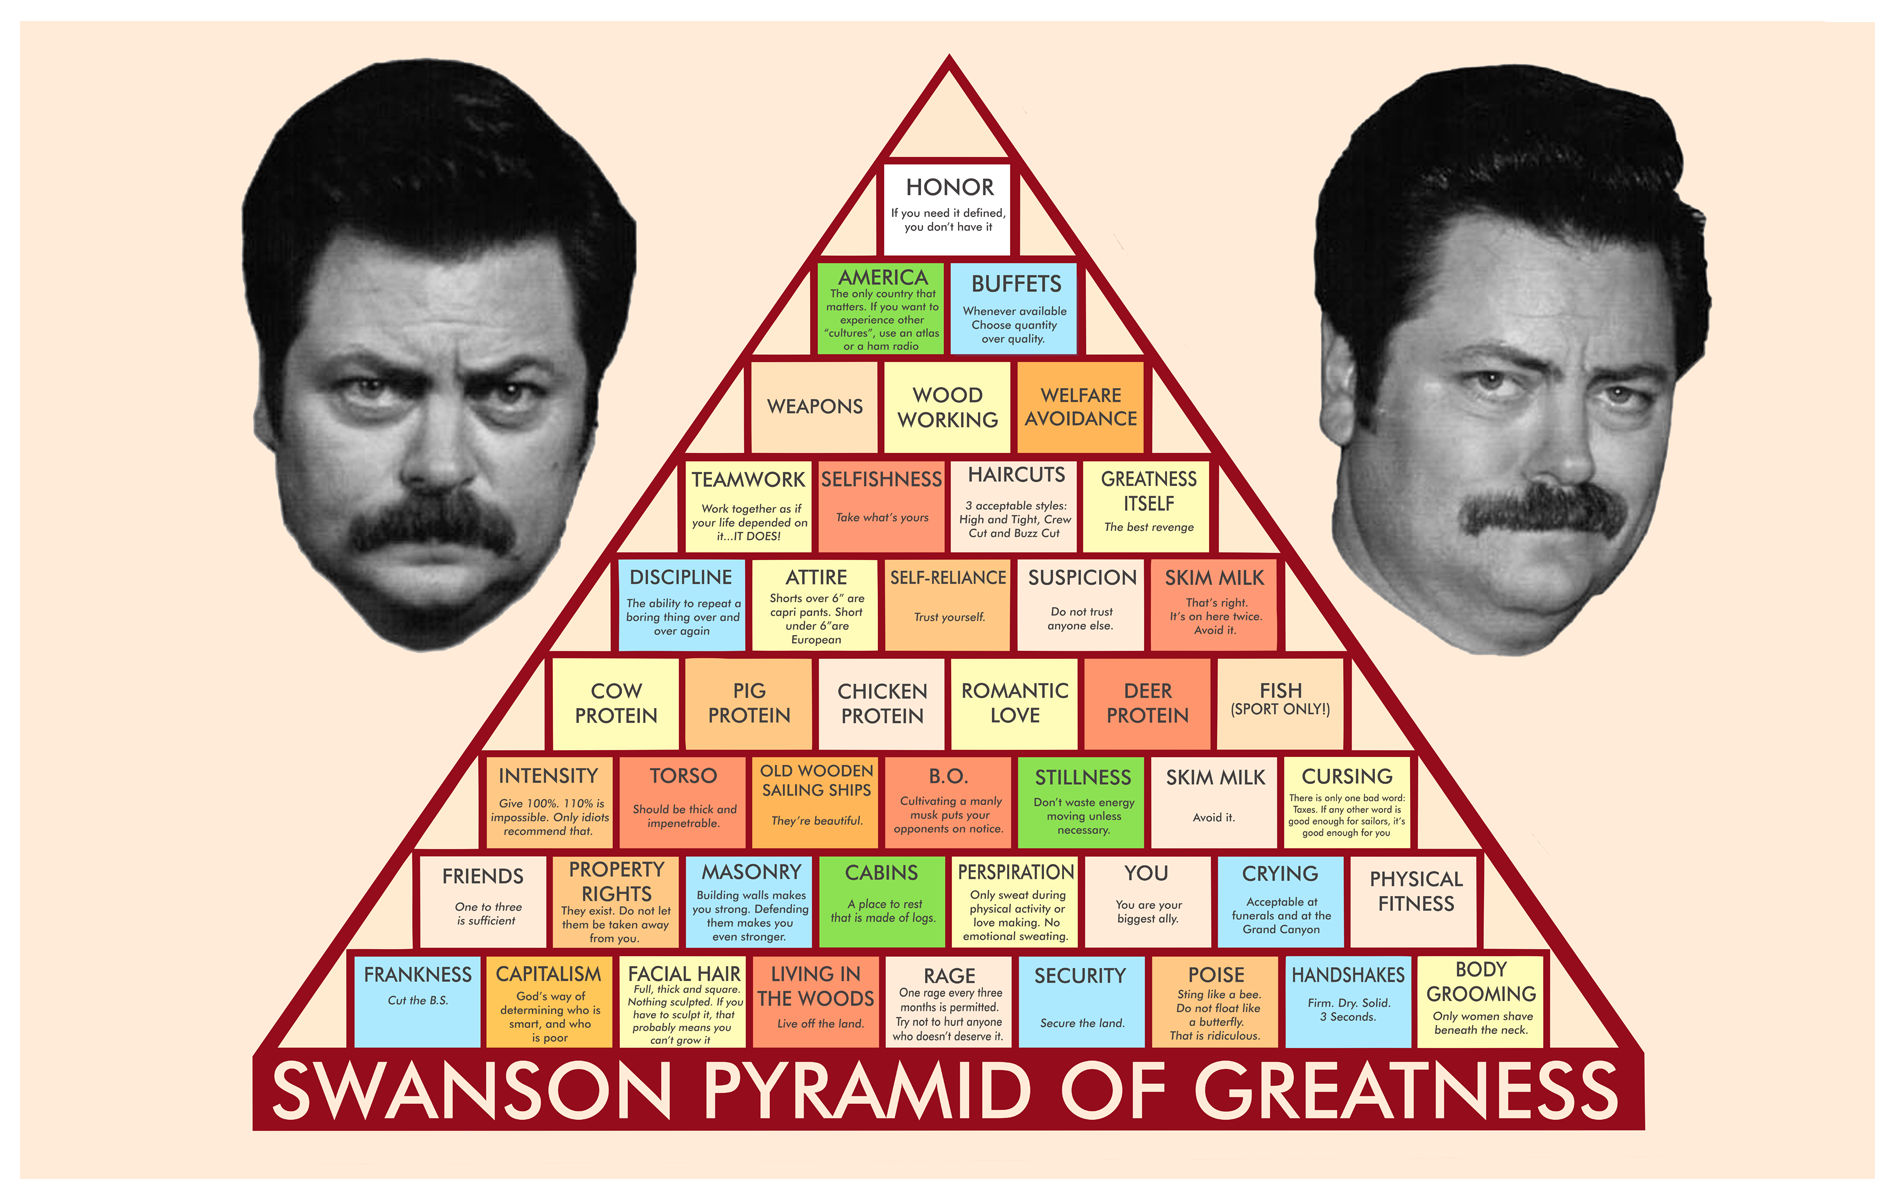 HONOR
If you need it defined,
you don't have it
AMERICA
The only country that
matters. If you want to
experience other
"cultures", use an atlas
or a ham radio
BUFFETS
Whenever available
Choose quantity
over quality.
WEAPONS
WOOD
WORKING
WELFARE
AVOIDANCE
TEAMWORK
Work together as if
your life depended on
it...IT DOES!
SELFISHNESS
Take what's yours
HAIRCUTS
3 acceptable styles:
High and Tight, Crew
Cut and Buzz Cut
GREATNESS
ITSELF
The best revenge
DISCIPLINE
The ability to repeat a
boring thing over and
over again
ATTIRE
Shorts over 6" are
capri pants. Short
under 6"are
European
SELF-RELIANCE
Trust yourself.
SUSPICION
Do not trust
anyone else.
SKIM MILK
That's right.
It's on here twice.
Avoid it.
COW
PROTEIN
PIG
PROTEIN
CHICKEN
PROTEIN
ROMANTIC
LOVE
DEER
PROTEIN
FISH
(SPORT ONLY!)
INTENSITY
Give 100%. 110% is
impossible. Only idiots
recommend that.
TORSO
Should be thick and
impenetrable.
OLD WOODEN
SAILING SHIPS
They're beautiful.
B.O.
Cultivating a manly
musk puts your
opponents on notice.
STILLNESS
Don't waste energy
moving unless
necessary.
SKIM MILK
Avoid it.
CURSING
There is only one bad word:
Taxes. If any other word is
good enough for sailors, it's
good enough for you
FRIENDS
One to three
is sufficient
PROPERTY
RIGHTS
They exist. Do not let
them be taken away
from you.
MASONRY
Building walls makes
you strong. Defending
them makes you
even stronger.
CABINS
A place to rest
that is made of logs.
PERSPIRATION
Only sweat during
physical activity or
love making. No
emotional sweating.
YOU
You are your
biggest ally.
CRYING
Acceptable at
funerals and at the
Grand Canyon
PHYSICAL
FITNESS
FRANKNESS
Cut the B.S.
CAPITALISM
God's way of
determining who is
smart, and who
is poor
FACIAL HAIR
Full, thick and square.
Nothing sculpted. If you
have to sculpt it, that
probably means you
can't grow it
LIVING IN
THE WOODS
Live off the land.
RAGE
One rage every three
months is permitted.
Try not to hurt anyone
who doesn't deserve it.
SECURITY
Secure the land.
POISE
Sting like a bee.
Do not float like
a butterfly.
That is ridiculous.
HANDSHAKES
Firm. Dry. Solid.
3 Seconds.
BODY
GROOMING
Only women shave
beneath the neck.
SWANSON PYRAMID OF GREATNESS